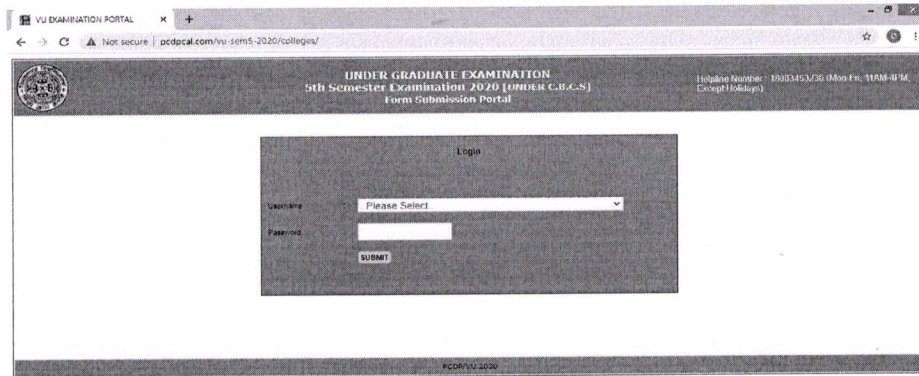 VU EXAMINATION PORTAL
Not secure | pcdpcal.com/vu-sem5-2020/colleges/
UNDER GRADUATE EXAMINATION
5th Semester Examination 2020 [UNDER C.B.C.S]
Form Submission Portal
Helpline Number : (Mon-Fri, 11AM-4PM,
Except Holidays)
Login
Username
Please Select
Password
SUBMIT
PCDP/VU 2020